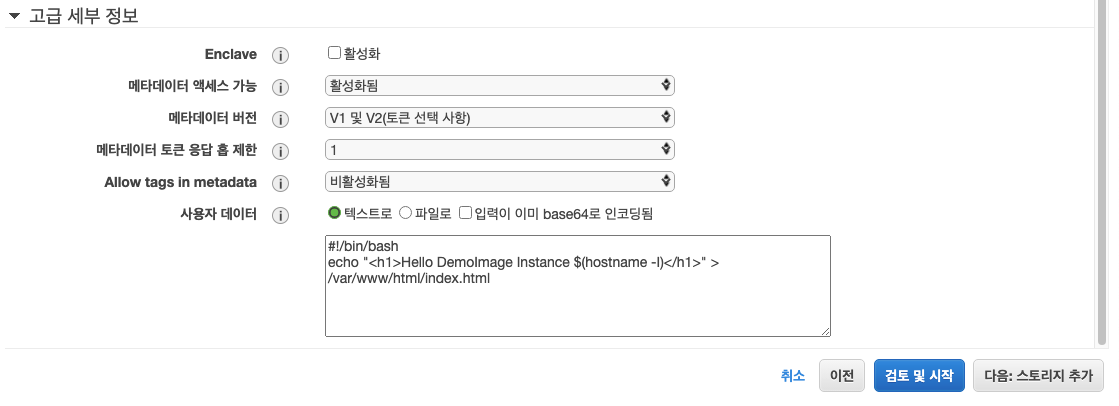 고급 세부 정보
Enclave i 활성화
메타데이터 액세스 가능 i 활성화됨
메타데이터 버전 i V1 및 V2(토큰 선택 사항)
메타데이터 토큰 응답 홉 제한 i 1
Allow tags in metadata i 비활성화됨
사용자 데이터 i 텍스트로 파일로 입력이 이미 base64로 인코딩됨
#!/bin/bash
echo "<h1>Hello DemoImage Instance $(hostname -I)</h1>" >
/var/www/html/index.html
취소 이전 검토 및 시작 다음: 스토리지 추가